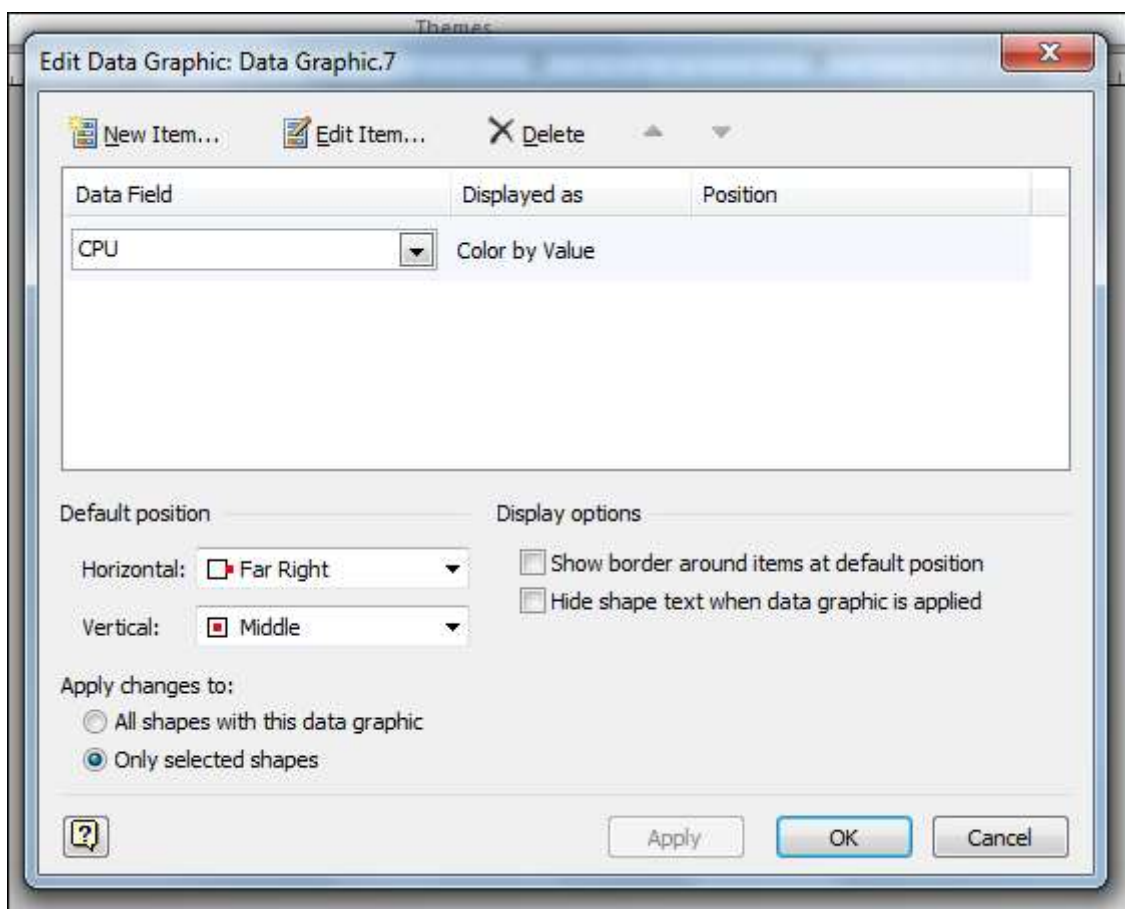 Themes
Edit Data Graphic: Data Graphic.7
New Item... Edit Item... Delete
Data Field Displayed as Position
CPU Color by Value
Default position Display options
Horizontal: Far Right Show border around items at default position
Hide shape text when data graphic is applied
Vertical: Middle
Apply changes to:
All shapes with this data graphic
Only selected shapes
Apply OK Cancel